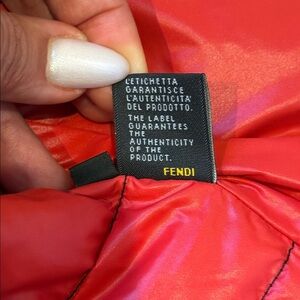 L'ETICHETTA
GARANTISCE
L'AUTENTICITA'
DEL PRODOTTO.
THE LABEL
GUARANTEES
THE
AUTHENTICITY
OF THE
PRODUCT.
FENDI